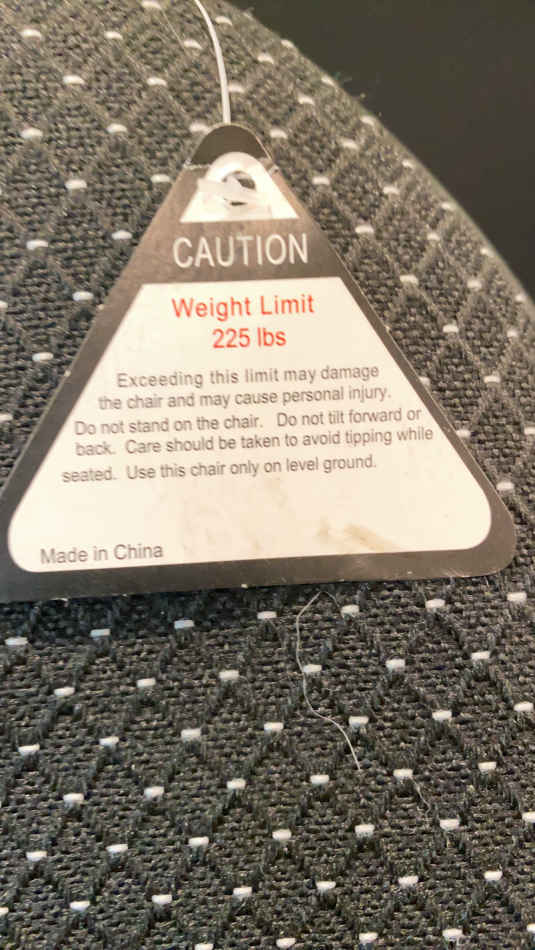 CAUTION
Weight Limit
225 lbs
Exceeding this limit may damage
the chair and may cause personal injury.
Do not stand on the chair. Do not tilt forward or
back. Care should be taken to avoid tipping while
seated. Use this chair only on level ground.
Made in China